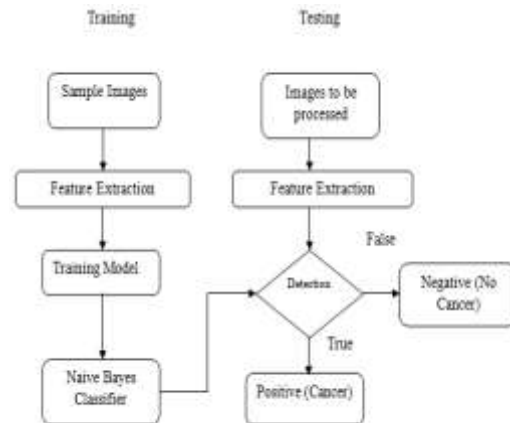 Training
Testing
Sample Images
Images to be
processed
Feature Extraction
Feature Extraction
Training Model
False
Detection
Negative (No
Cancer)
True
Naive Bayes
Classifier
Positive (Cancer)